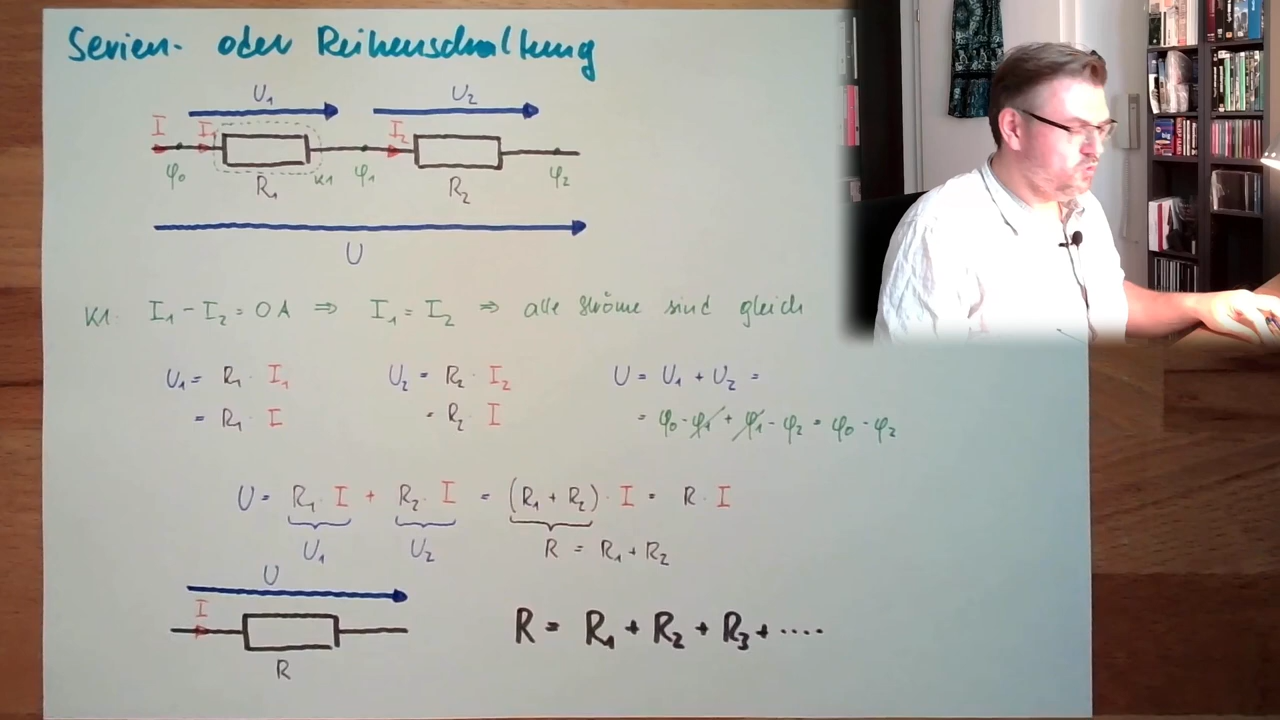 Serien- oder Reihenschaltung
U₁ U₂
I I₁ I₂
φ₀ R₁ K1 φ₁ R₂ φ₂
U
K1: I₁ - I₂ = 0 A ⇒ I₁ = I₂ ⇒ alle Ströme sind gleich
U₁ = R₁ · I₁ U₂ = R₂ · I₂ U = U₁ + U₂ =
= R₁ · I = R₂ · I = φ₀ - φ₁ + φ₁ - φ₂ = φ₀ - φ₂
U = R₁ · I + R₂ · I = (R₁ + R₂) · I = R · I
U₁ U₂ R = R₁ + R₂
U
I
R = R₁ + R₂ + R₃ + ....
R